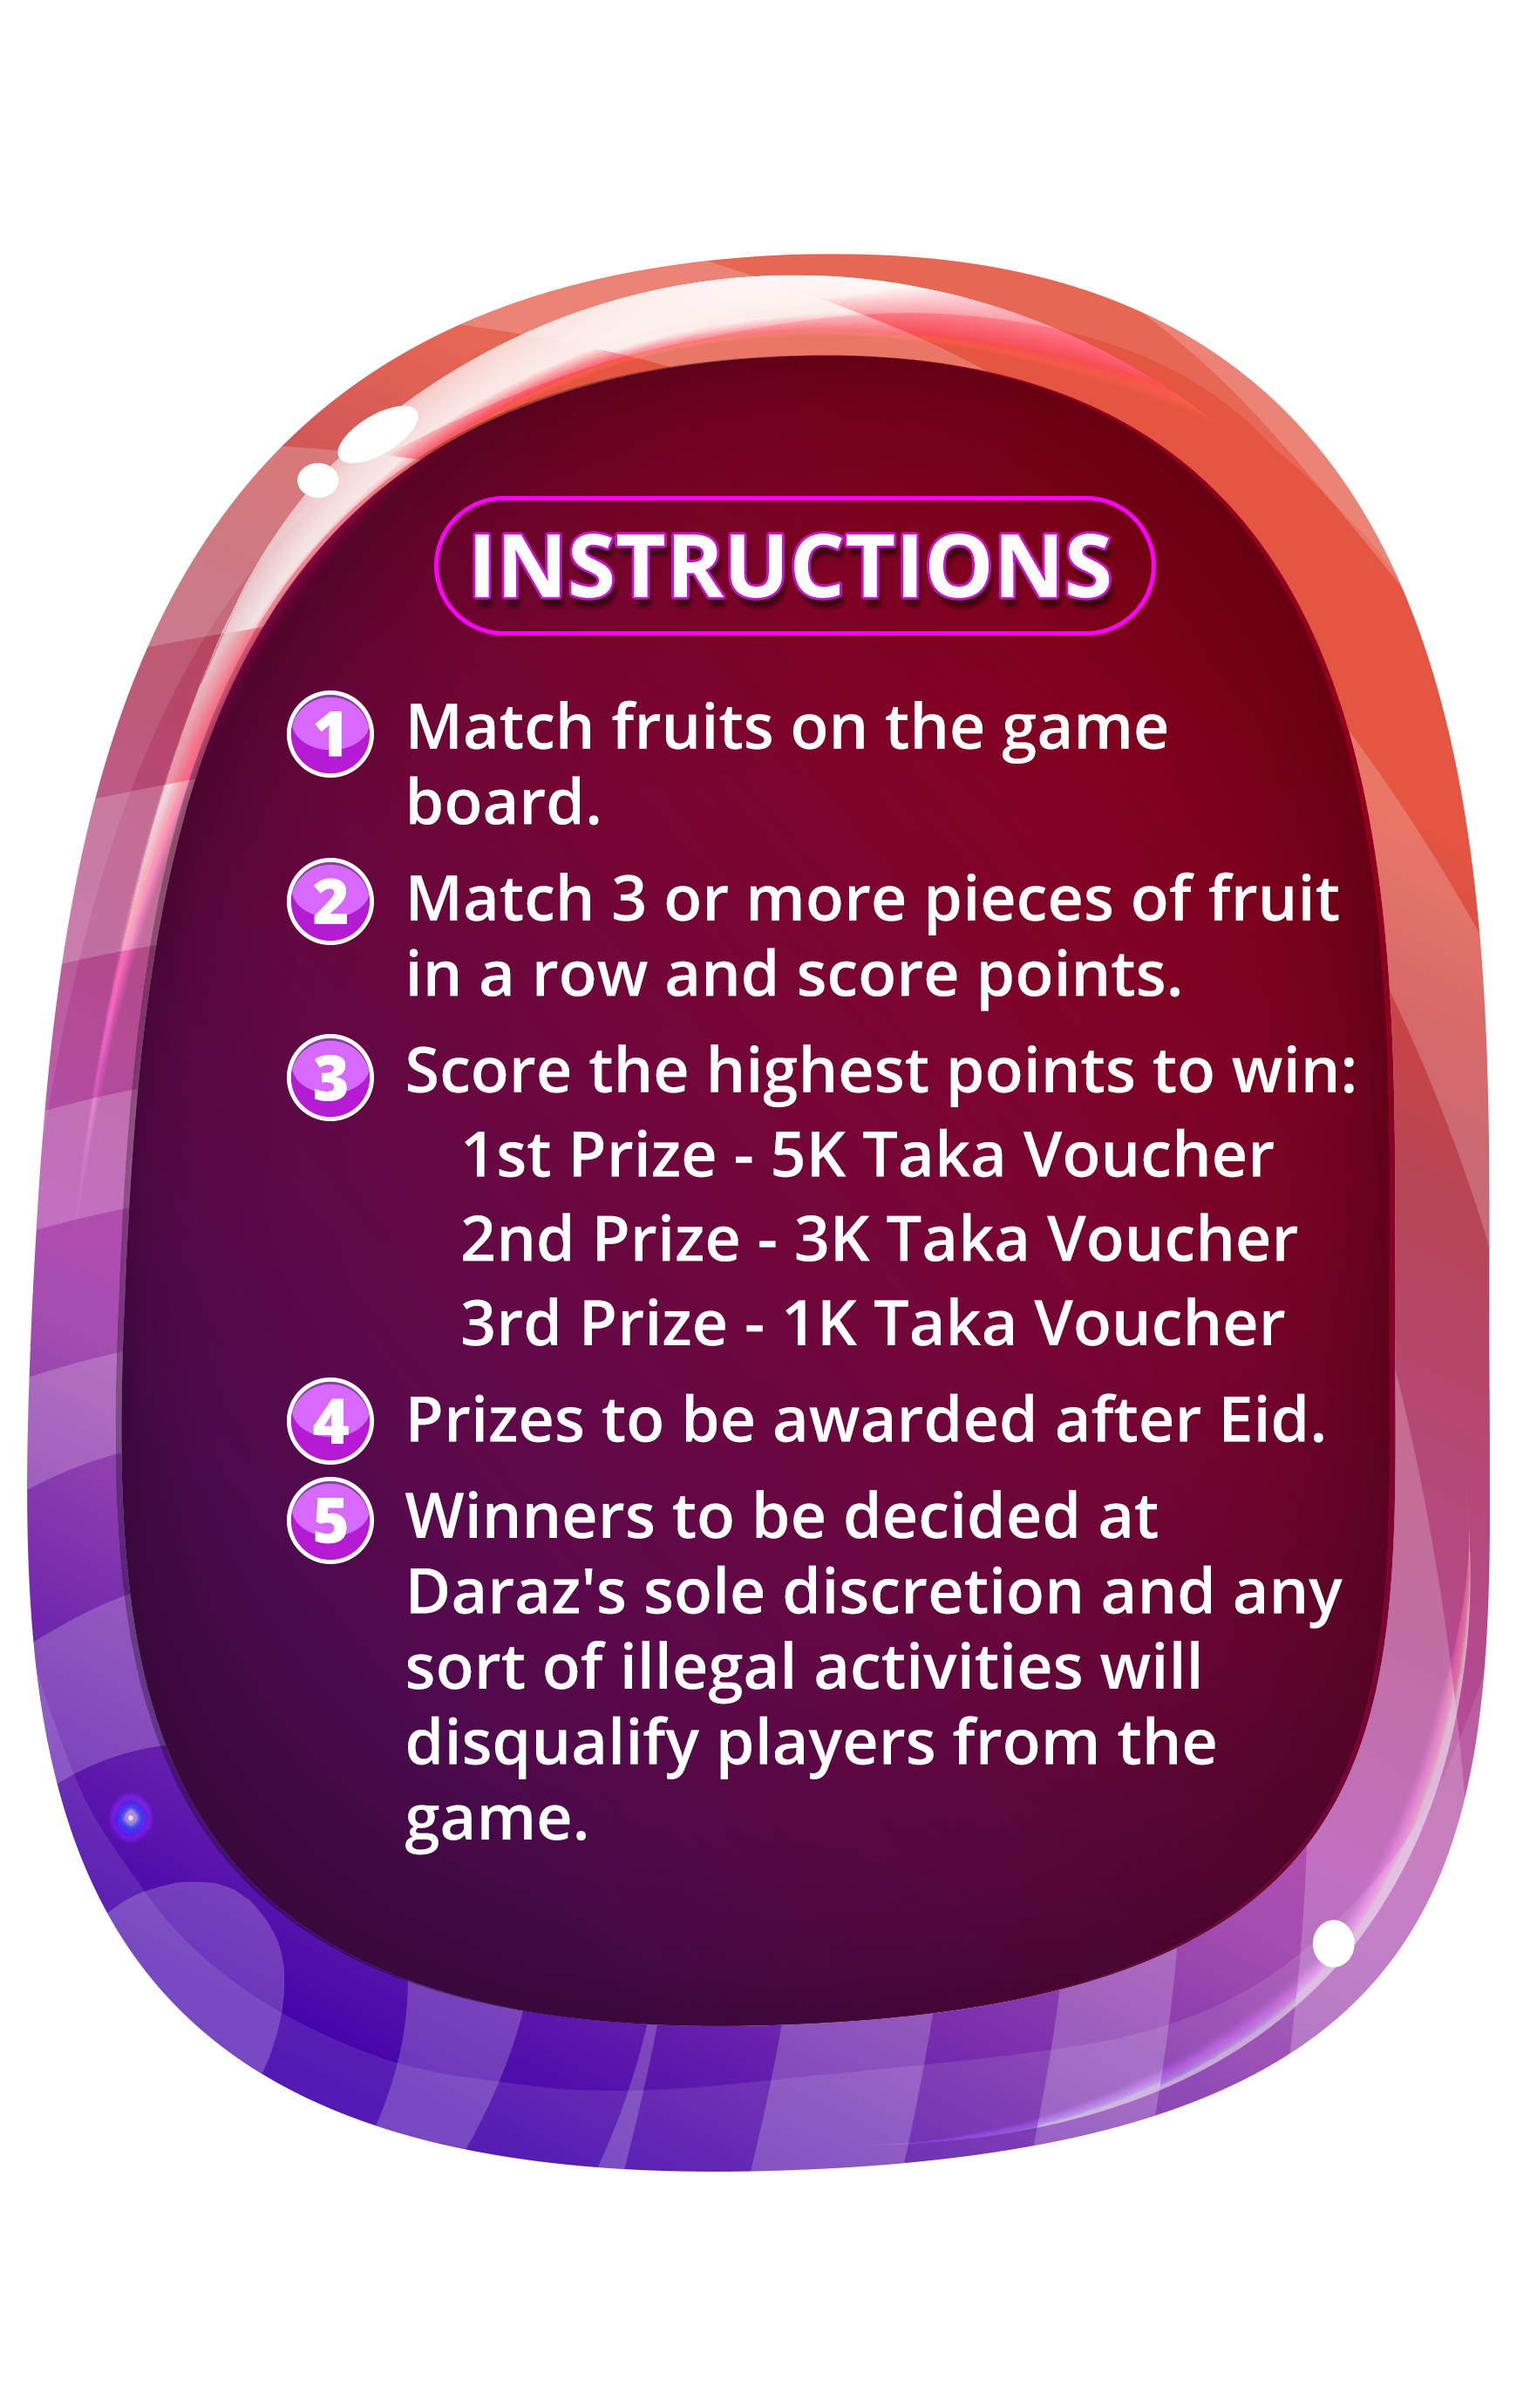 INSTRUCTIONS
1 Match fruits on the game
board.
2 Match 3 or more pieces of fruit
in a row and score points.
3 Score the highest points to win:
1st Prize - 5K Taka Voucher
2nd Prize - 3K Taka Voucher
3rd Prize - 1K Taka Voucher
4 Prizes to be awarded after Eid.
5 Winners to be decided at
Daraz's sole discretion and any
sort of illegal activities will
disqualify players from the
game.